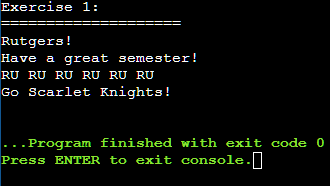 Exercise 1:
====================
Rutgers!
Have a great semester!
RU RU RU RU RU RU
Go Scarlet Knights!
...Program finished with exit code 0
Press ENTER to exit console.